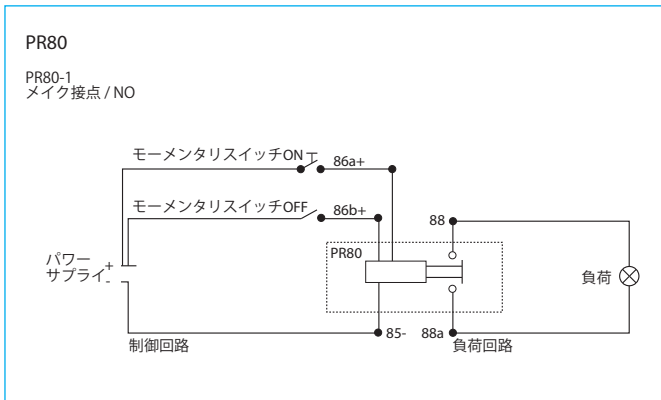 PR80
PR80-1
メイク接点 / NO
モーメンタリスイッチON
86a+
モーメンタリスイッチOFF
86b+
88
PR80
パワー
サプライ
+
-
負荷
85-
88a
制御回路
負荷回路